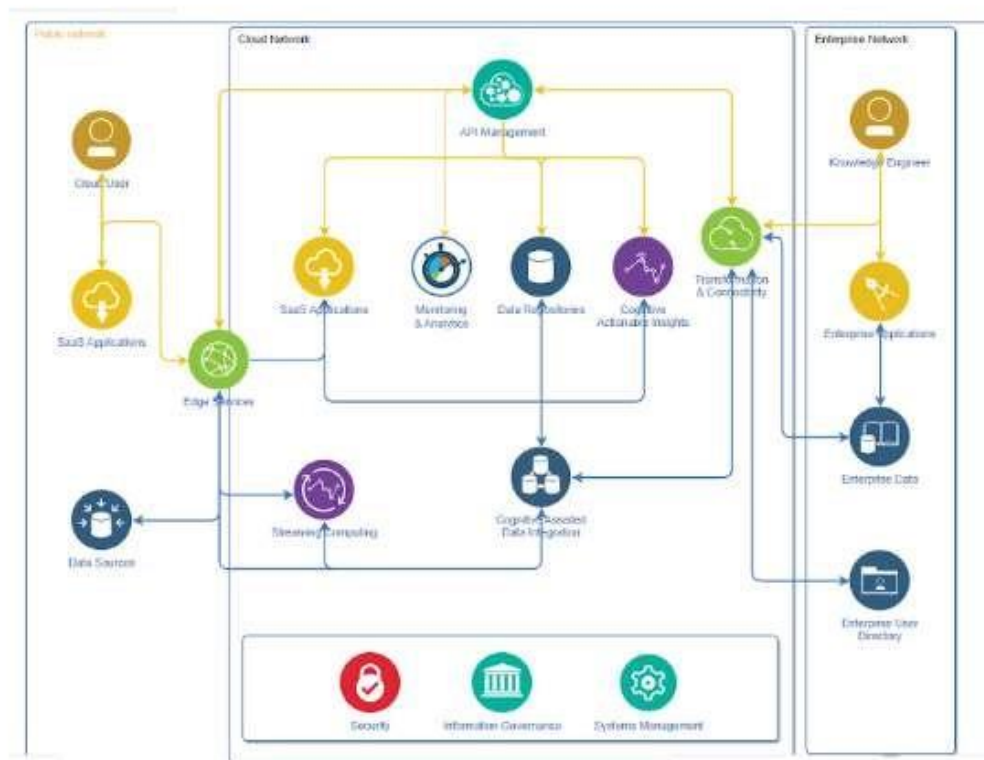 Public network
Cloud Network
Enterprise Network
API Management
Cloud User
Knowledge Engineer
SaaS Applications
SaaS Applications
Monitoring
& Analytics
Data Repositories
Cognitive
Actionable Insights
Transformation
& Connectivity
Enterprise Applications
Edge Services
Enterprise Data
Data Sources
Streaming Computing
Cognitive Assisted
Data Integration
Enterprise User
Directory
Security
Information Governance
Systems Management